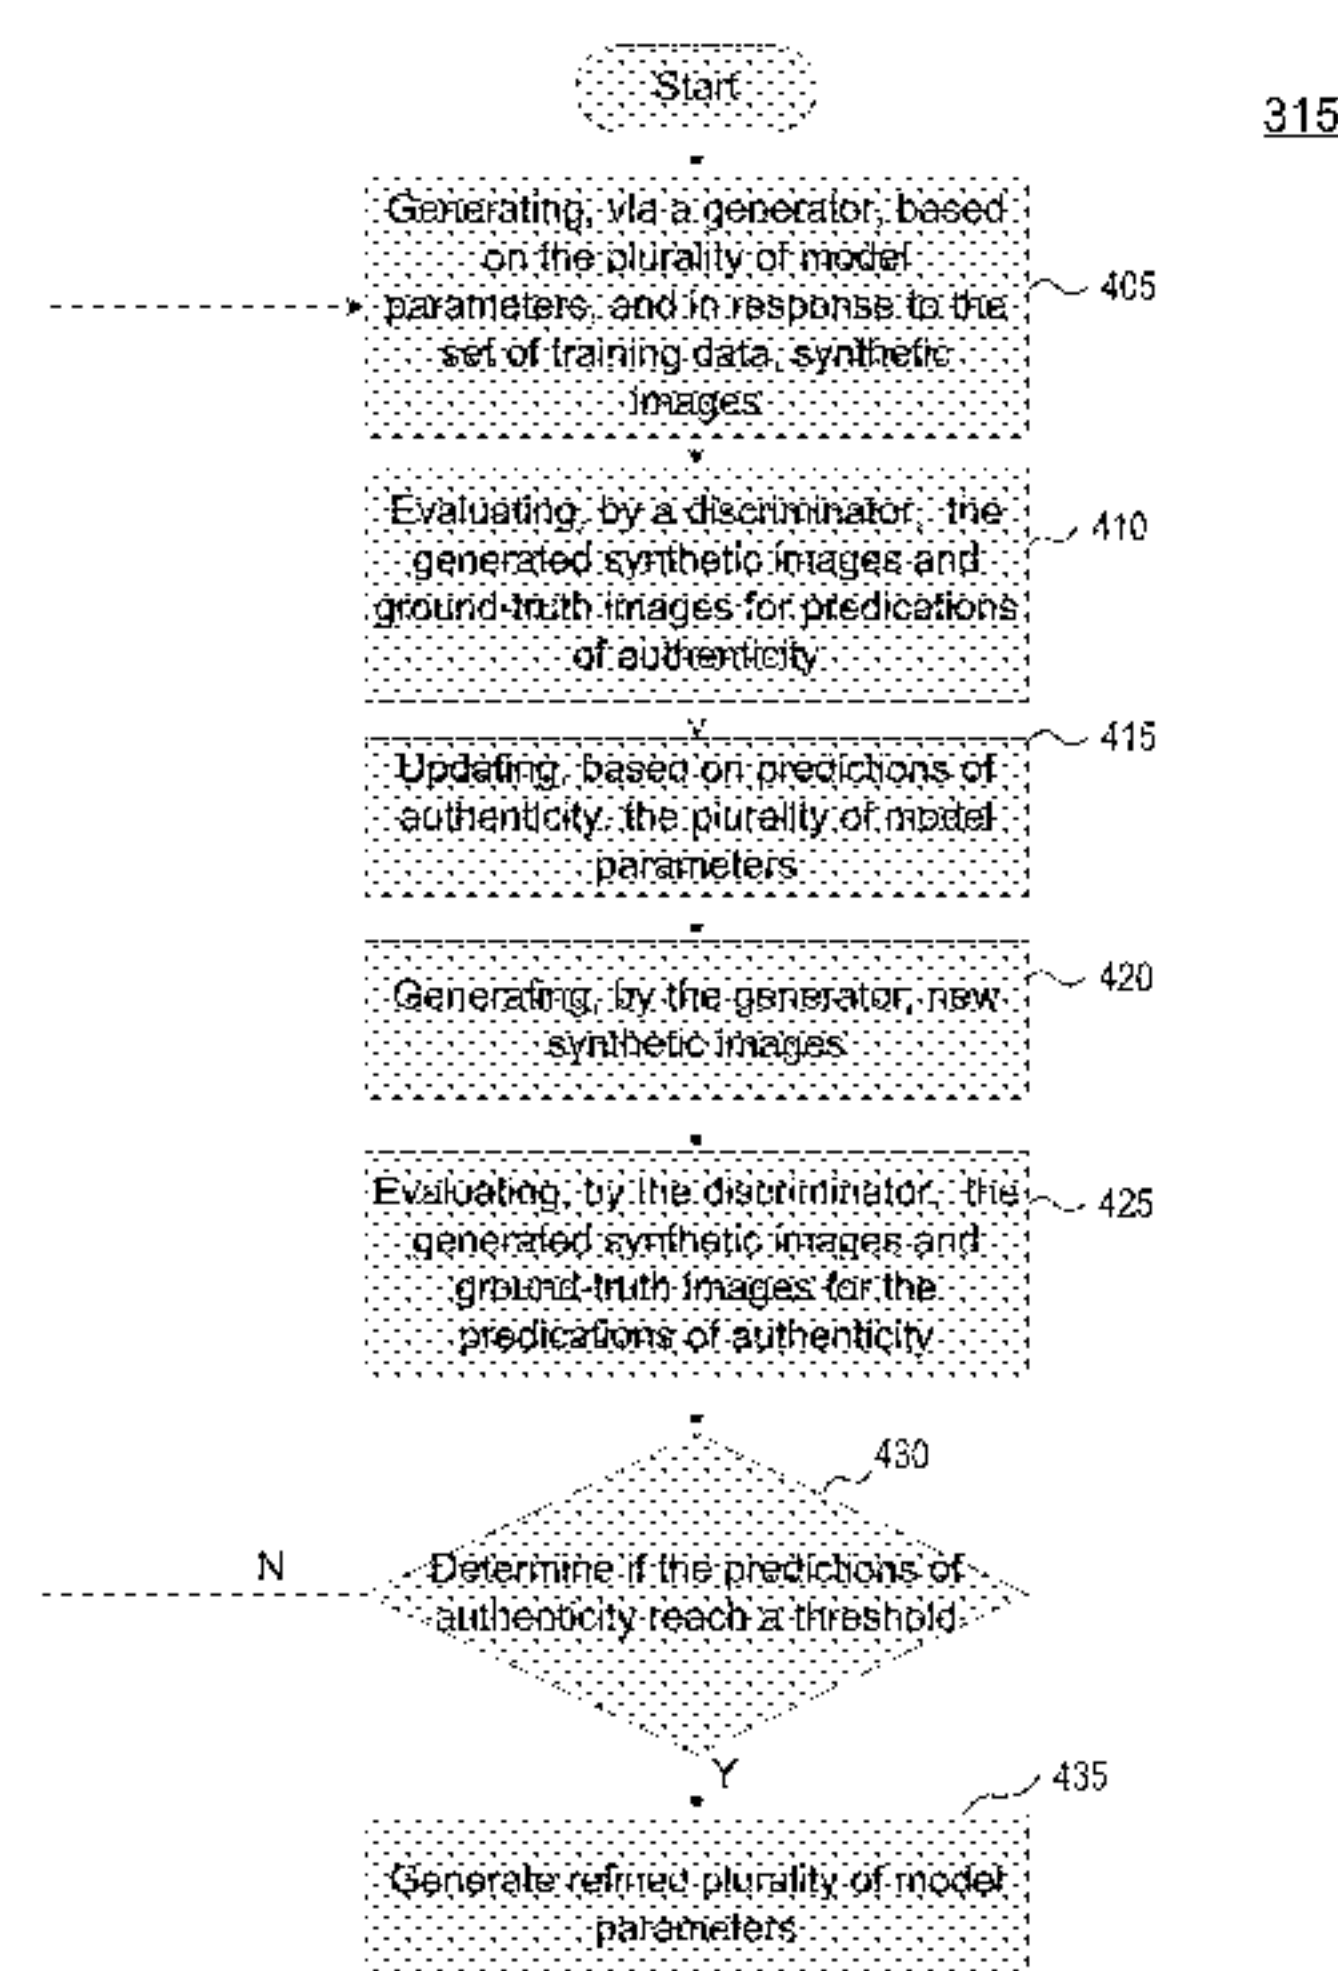 Start
315
Generating, via a generator, based
on the plurality of model
parameters, and in response to the
set of training data, synthetic
images
405
Evaluating, by a discriminator, the
generated synthetic images and
ground-truth images for predications
of authenticity
410
415
Updating, based on predictions of
authenticity, the plurality of model
parameters
420
Generating, by the generator, new
synthetic images
Evaluating, by the discriminator, the
generated synthetic images and
ground-truth images for the
predications of authenticity
425
430
N
Determine if the predictions of
authenticity reach a threshold
Y
435
Generate refined plurality of model
parameters